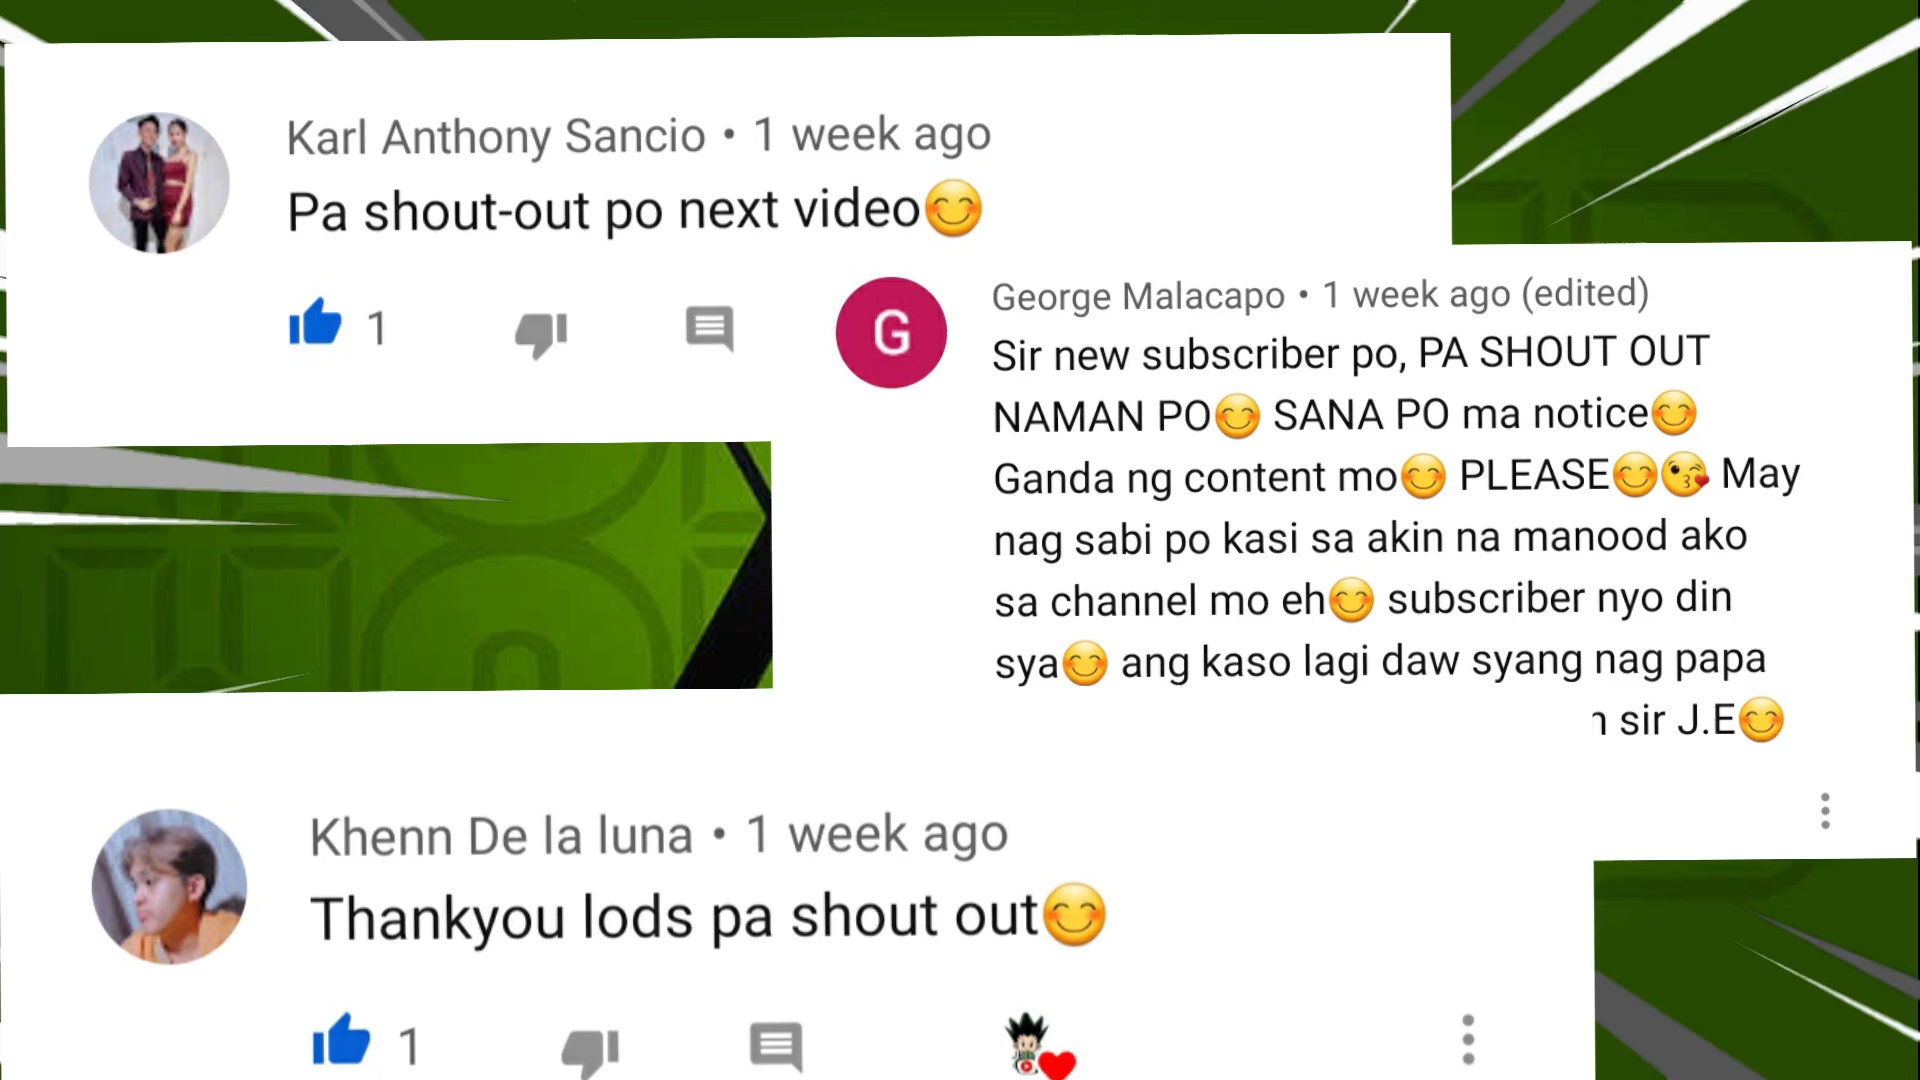 Karl Anthony Sancio • 1 week ago
Pa shout-out po next video😊
1
G
George Malacapo • 1 week ago (edited)
Sir new subscriber po, PA SHOUT OUT
NAMAN PO😊 SANA PO ma notice😊
Ganda ng content mo😊 PLEASE😊😘 May
nag sabi po kasi sa akin na manood ako
sa channel mo eh😊 subscriber nyo din
sya😊 ang kaso lagi daw syang nag papa
sir J.E😊
Khenn De la luna • 1 week ago
Thankyou lods pa shout out😊
1